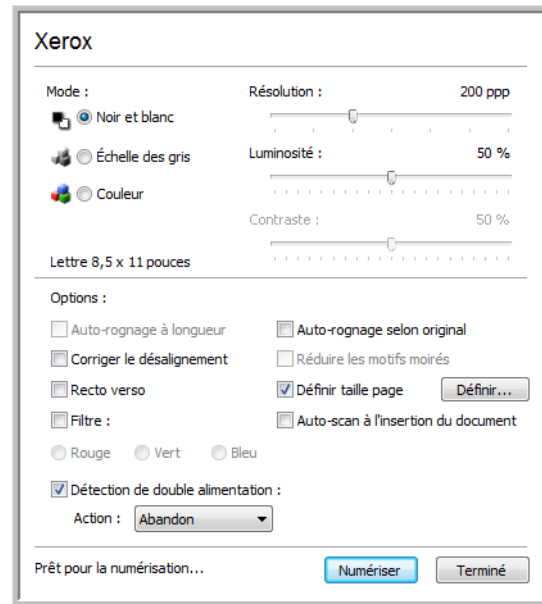 Xerox
Mode :
Résolution :
200 ppp
Noir et blanc
Échelle des gris
Luminosité :
50 %
Couleur
Contraste :
50 %
Lettre 8,5 x 11 pouces
Options :
Auto-rognage à longueur
Auto-rognage selon original
Corriger le désalignement
Réduire les motifs moirés
Recto verso
Définir taille page
Définir...
Filtre :
Auto-scan à l'insertion du document
Rouge
Vert
Bleu
Détection de double alimentation :
Action :
Abandon
Prêt pour la numérisation...
Numériser
Terminé